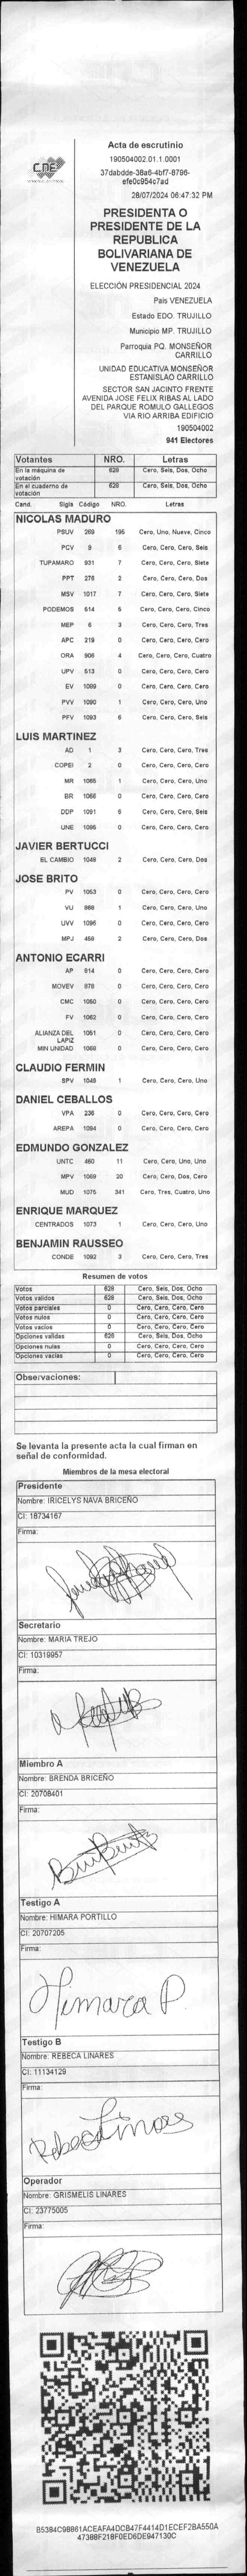 CNE
Acta de escrutinio
190504002.01.1.0001
37dabdde-38a6-4bf7-8796-
efe0c954c7ad
28/07/2024 06:47:32 PM
PRESIDENTA O
PRESIDENTE DE LA
REPUBLICA
BOLIVARIANA DE
VENEZUELA
ELECCIÓN PRESIDENCIAL 2024
Pais VENEZUELA
Estado EDO. TRUJILLO
Municipio MP. TRUJILLO
Parroquia PQ. MONSEÑOR
CARRILLO
UNIDAD EDUCATIVA MONSEÑOR
ESTANISLAO CARRILLO
SECTOR SAN JACINTO FRENTE
AVENIDA JOSE FELIX RIBAS AL LADO
DEL PARQUE ROMULO GALLEGOS
VIA RIO ARRIBA EDIFICIO
190504002
941 Electores
Votantes NRO. Letras
En la máquina de votación 628 Cero, Seis, Dos, Ocho
En el cuaderno de votación 628 Cero, Seis, Dos, Ocho
Cand. Sigla Código NRO. Letras
NICOLAS MADURO
PSUV 269 195 Cero, Uno, Nueve, Cinco
PCV 8 6 Cero, Cero, Cero, Seis
TUPAMARO 931 7 Cero, Cero, Cero, Siete
PPT 276 2 Cero, Cero, Cero, Dos
MSV 1017 7 Cero, Cero, Cero, Siete
PODEMOS 514 5 Cero, Cero, Cero, Cinco
MEP 6 3 Cero, Cero, Cero, Tres
APC 219 0 Cero, Cero, Cero, Cero
ORA 906 4 Cero, Cero, Cero, Cuatro
UPV 513 0 Cero, Cero, Cero, Cero
EV 1089 0 Cero, Cero, Cero, Cero
PVV 1090 1 Cero, Cero, Cero, Uno
PFV 1093 6 Cero, Cero, Cero, Seis
LUIS MARTINEZ
AD 1 3 Cero, Cero, Cero, Tres
COPEI 2 0 Cero, Cero, Cero, Cero
MR 1065 1 Cero, Cero, Cero, Uno
BR 1066 0 Cero, Cero, Cero, Cero
DDP 1091 6 Cero, Cero, Cero, Seis
UNE 1095 0 Cero, Cero, Cero, Cero
JAVIER BERTUCCI
EL CAMBIO 1048 2 Cero, Cero, Cero, Dos
JOSE BRITO
PV 1053 0 Cero, Cero, Cero, Cero
VU 868 1 Cero, Cero, Cero, Uno
UVV 1096 0 Cero, Cero, Cero, Cero
MPJ 458 2 Cero, Cero, Cero, Dos
ANTONIO ECARRI
AP 814 0 Cero, Cero, Cero, Cero
MOVEV 878 0 Cero, Cero, Cero, Cero
CMC 1050 0 Cero, Cero, Cero, Cero
FV 1062 0 Cero, Cero, Cero, Cero
ALIANZA DEL LAPIZ 1051 0 Cero, Cero, Cero, Cero
MIN UNIDAD 1068 0 Cero, Cero, Cero, Cero
CLAUDIO FERMIN
SPV 1049 1 Cero, Cero, Cero, Uno
DANIEL CEBALLOS
VPA 236 0 Cero, Cero, Cero, Cero
AREPA 1094 0 Cero, Cero, Cero, Cero
EDMUNDO GONZALEZ
UNTC 460 11 Cero, Cero, Uno, Uno
MPV 1069 20 Cero, Cero, Dos, Cero
MUD 1075 341 Cero, Tres, Cuatro, Uno
ENRIQUE MARQUEZ
CENTRADOS 1073 1 Cero, Cero, Cero, Uno
BENJAMIN RAUSSEO
CONDE 1092 3 Cero, Cero, Cero, Tres
Resumen de votos
Votos 628 Cero, Seis, Dos, Ocho
Votos validos 628 Cero, Seis, Dos, Ocho
Votos parciales 0 Cero, Cero, Cero, Cero
Votos nulos 0 Cero, Cero, Cero, Cero
Votos vacios 0 Cero, Cero, Cero, Cero
Opciones validas 628 Cero, Seis, Dos, Ocho
Opciones nulas 0 Cero, Cero, Cero, Cero
Opciones vacias 0 Cero, Cero, Cero, Cero
Observaciones:
Se levanta la presente acta la cual firman en
señal de conformidad.
Miembros de la mesa electoral
Presidente
Nombre: IRICELYS NAVA BRICEÑO
CI: 18734167
Firma:
Secretario
Nombre: MARIA TREJO
CI: 10319957
Firma:
Miembro A
Nombre: BRENDA BRICEÑO
CI: 20708401
Firma:
Testigo A
Nombre: HIMARA PORTILLO
CI: 20707205
Firma:
Himara P.
Testigo B
Nombre: REBECA LINARES
CI: 11134129
Firma:
Rebeca Linares
Operador
Nombre: GRISMELIS LINARES
CI: 23775005
Firma:
B5384C98861ACEAFA4DCB47F4414D1ECEF2BA550A
47388F218F0ED6DE947130C